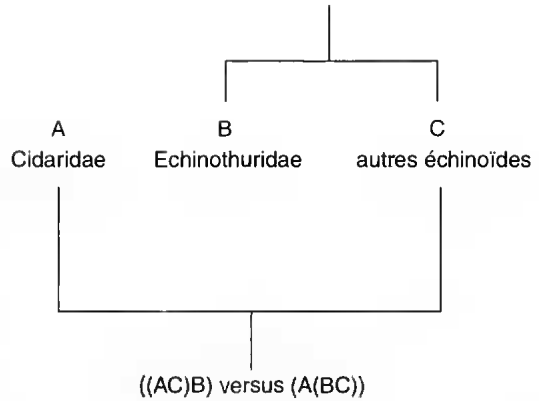 A B C
Cidaridae Echinothuridae autres échinoïdes
((AC)B) versus (A(BC))